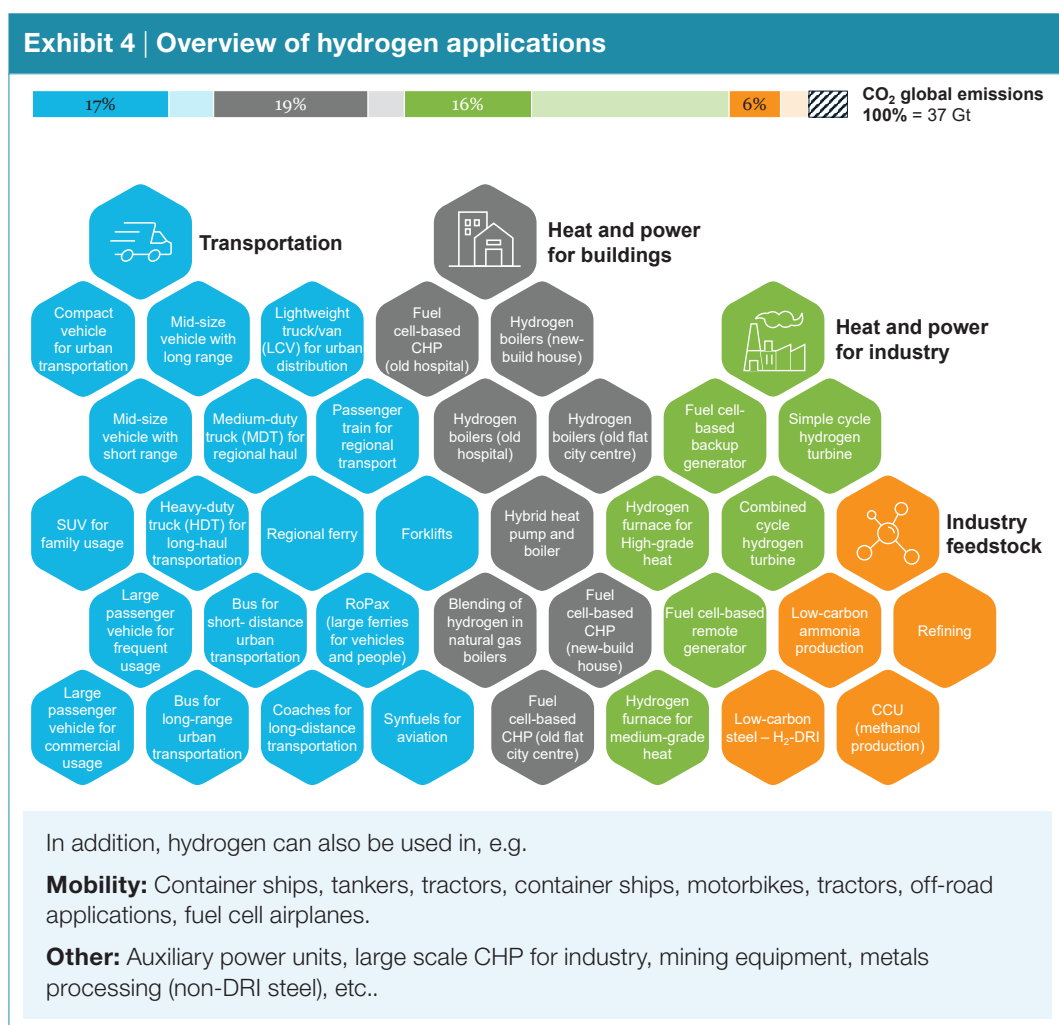 Exhibit 4 | Overview of hydrogen applications
17%
19%
16%
6%
CO₂ global emissions
100% = 37 Gt
Transportation
Heat and power
for buildings
Compact
vehicle
for urban
transportation
Mid-size
vehicle with
long range
Lightweight
truck/van
(LCV) for urban
distribution
Fuel
cell-based
CHP
(old hospital)
Hydrogen
boilers (new-
build house)
Heat and power
for industry
Mid-size
vehicle with
short range
Medium-duty
truck (MDT) for
regional haul
Passenger
train for
regional
transport
Hydrogen
boilers (old
hospital)
Hydrogen
boilers (old flat
city centre)
Fuel cell-
based
backup
generator
Simple cycle
hydrogen
turbine
SUV for
family usage
Heavy-duty
truck (HDT) for
long-haul
transportation
Regional ferry
Forklifts
Hybrid heat
pump and
boiler
Hydrogen
furnace for
High-grade
heat
Combined
cycle
hydrogen
turbine
Industry
feedstock
Large
passenger
vehicle for
frequent
usage
Bus for
short- distance
urban
transportation
RoPax
(large ferries
for vehicles
and people)
Blending of
hydrogen in
natural gas
boilers
Fuel
cell-based
CHP
(new-build
house)
Fuel cell-based
remote
generator
Low-carbon
ammonia
production
Refining
Large
passenger
vehicle for
commercial
usage
Bus for
long-range
urban
transportation
Coaches for
long-distance
transportation
Synfuels for
aviation
Fuel
cell-based
CHP (old flat
city centre)
Hydrogen
furnace for
medium-grade
heat
Low-carbon
steel – H₂-DRI
CCU
(methanol
production)
In addition, hydrogen can also be used in, e.g.
Mobility: Container ships, tankers, tractors, container ships, motorbikes, tractors, off-road
applications, fuel cell airplanes.
Other: Auxiliary power units, large scale CHP for industry, mining equipment, metals
processing (non-DRI steel), etc..